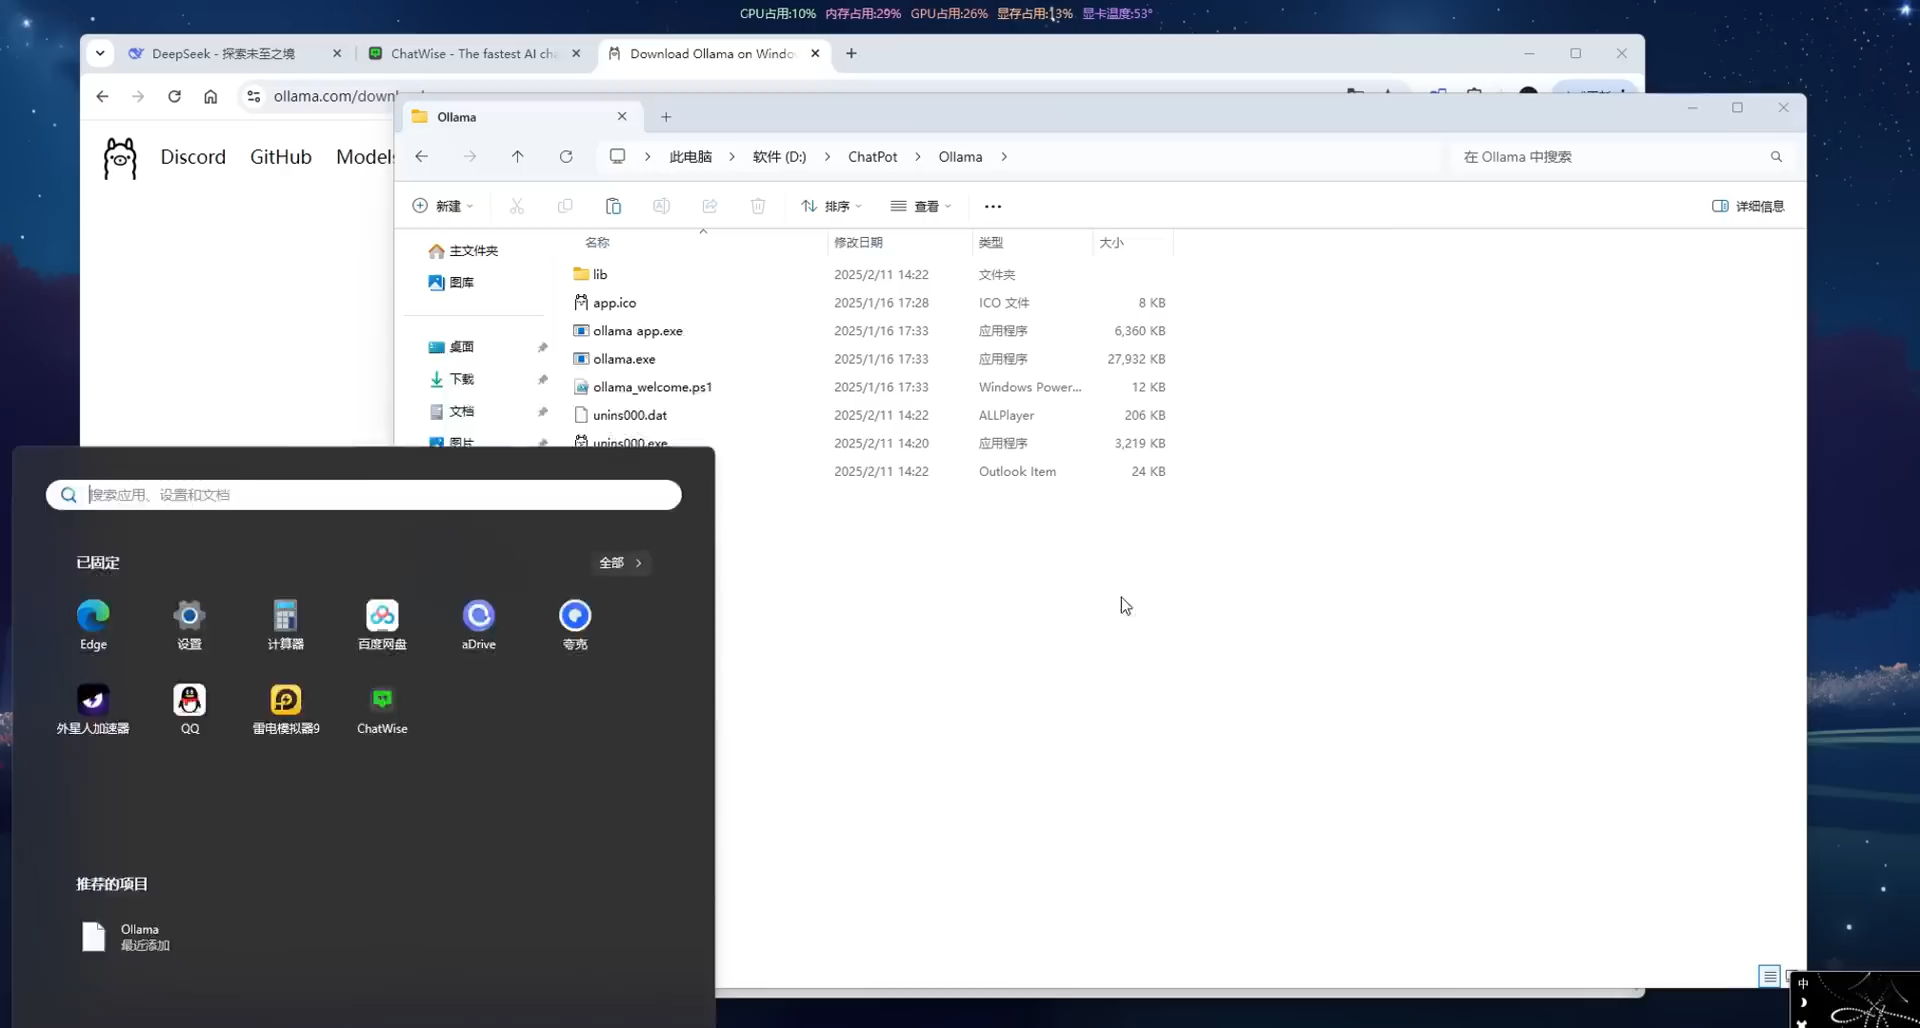 CPU占用:10% 内存占用:29% GPU占用:26% 显存占用:13% 显卡温度:53°
DeepSeek - 探索未至之境
ChatWise - The fastest AI cha
Download Ollama on Windo
ollama.com/down
Discord GitHub Models
Ollama
此电脑 > 软件 (D:) > ChatPot > Ollama >
在 Ollama 中搜索
新建 排序 查看 ... 详细信息
主文件夹
图库
桌面
下载
文档
图片
名称 修改日期 类型 大小
lib 2025/2/11 14:22 文件夹
app.ico 2025/1/16 17:28 ICO 文件 8 KB
ollama app.exe 2025/1/16 17:33 应用程序 6,360 KB
ollama.exe 2025/1/16 17:33 应用程序 27,932 KB
ollama_welcome.ps1 2025/1/16 17:33 Windows Power... 12 KB
unins000.dat 2025/2/11 14:22 ALLPlayer 206 KB
unins000.exe 2025/2/11 14:20 应用程序 3,219 KB
2025/2/11 14:22 Outlook Item 24 KB
搜索应用、设置和文档
已固定 全部 >
Edge 设置 计算器 百度网盘 aDrive 夸克
外星人加速器 QQ 雷电模拟器9 ChatWise
推荐的项目
Ollama
最近添加
中